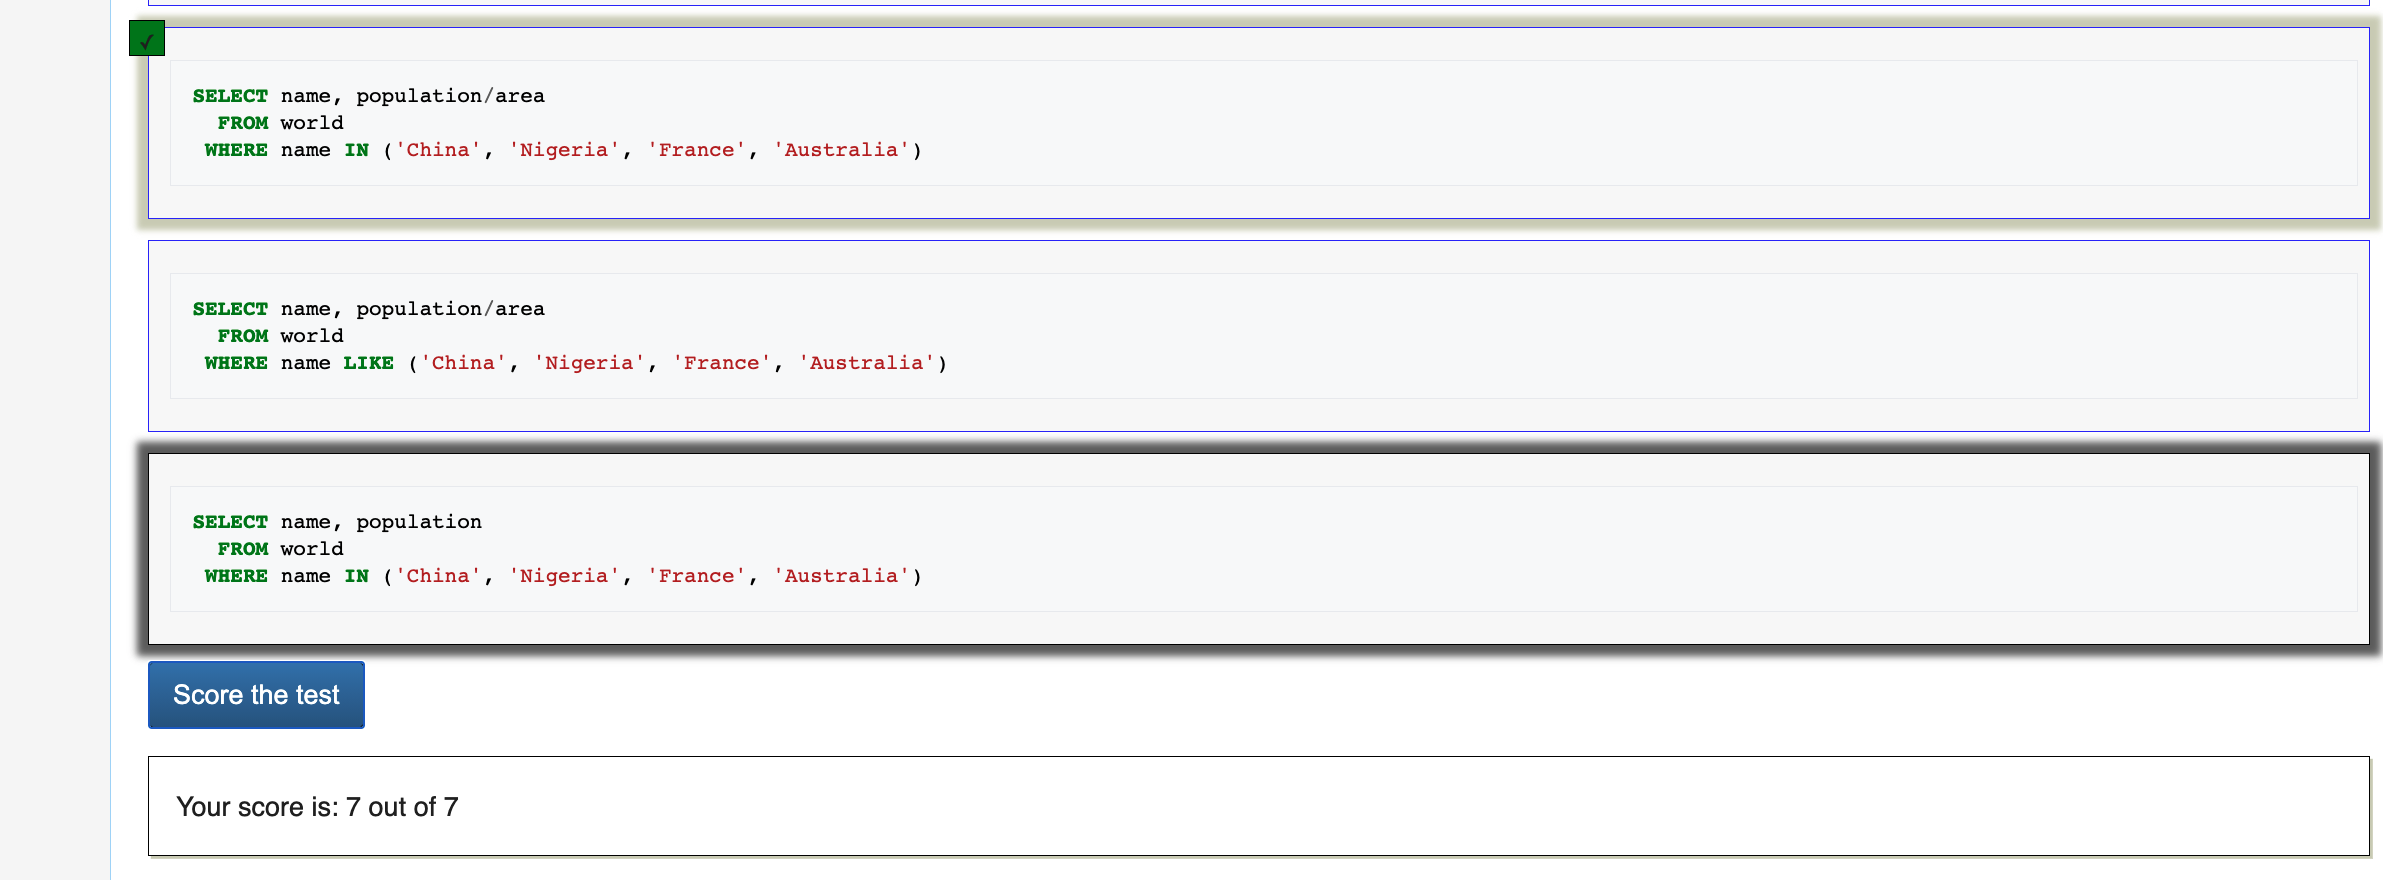 ✓
SELECT name, population/area
FROM world
WHERE name IN ('China', 'Nigeria', 'France', 'Australia')
SELECT name, population/area
FROM world
WHERE name LIKE ('China', 'Nigeria', 'France', 'Australia')
SELECT name, population
FROM world
WHERE name IN ('China', 'Nigeria', 'France', 'Australia')
Score the test
Your score is: 7 out of 7